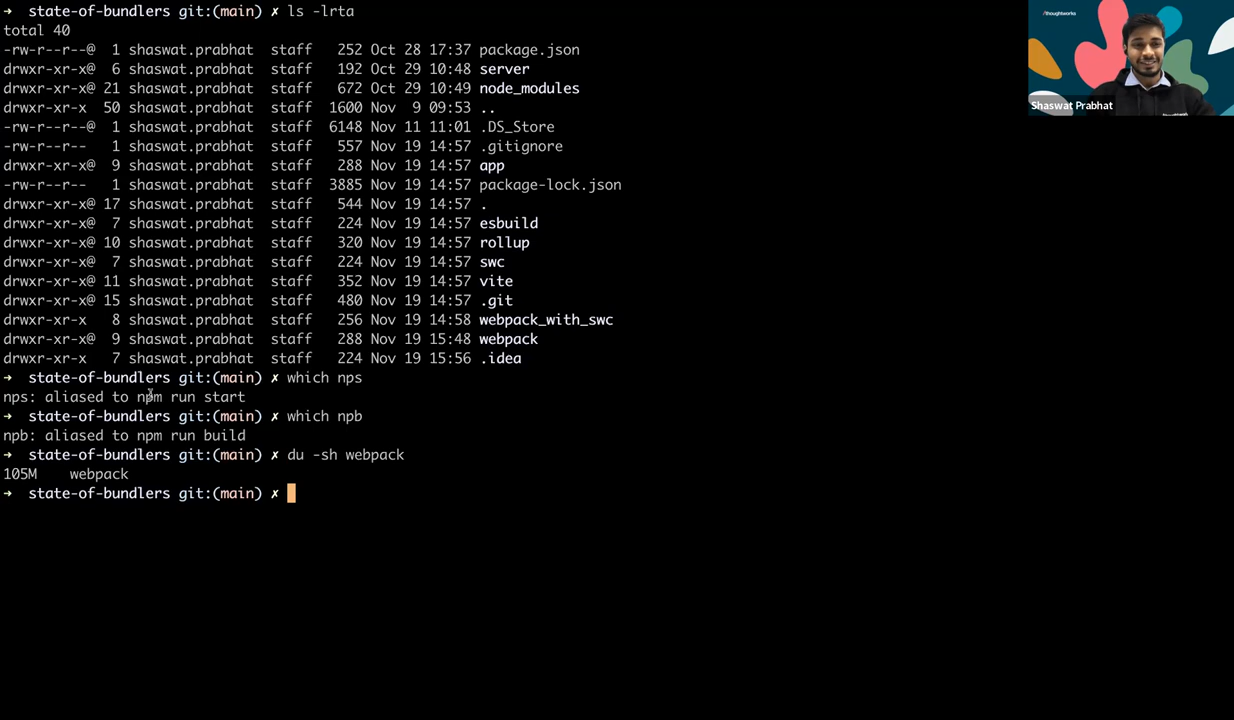 ➜  state-of-bundlers git:(main) ✗ ls -lrta
total 40
-rw-r--r--@  1 shaswat.prabhat  staff   252 Oct 28 17:37 package.json
drwxr-xr-x@  6 shaswat.prabhat  staff   192 Oct 29 10:48 server
drwxr-xr-x@ 21 shaswat.prabhat  staff   672 Oct 29 10:49 node_modules
drwxr-xr-x  50 shaswat.prabhat  staff  1600 Nov  9 09:53 ..
-rw-r--r--@  1 shaswat.prabhat  staff  6148 Nov 11 11:01 .DS_Store
-rw-r--r--   1 shaswat.prabhat  staff   557 Nov 19 14:57 .gitignore
drwxr-xr-x@  9 shaswat.prabhat  staff   288 Nov 19 14:57 app
-rw-r--r--   1 shaswat.prabhat  staff  3885 Nov 19 14:57 package-lock.json
drwxr-xr-x@ 17 shaswat.prabhat  staff   544 Nov 19 14:57 .
drwxr-xr-x@  7 shaswat.prabhat  staff   224 Nov 19 14:57 esbuild
drwxr-xr-x@ 10 shaswat.prabhat  staff   320 Nov 19 14:57 rollup
drwxr-xr-x@  7 shaswat.prabhat  staff   224 Nov 19 14:57 swc
drwxr-xr-x@ 11 shaswat.prabhat  staff   352 Nov 19 14:57 vite
drwxr-xr-x@ 15 shaswat.prabhat  staff   480 Nov 19 14:57 .git
drwxr-xr-x   8 shaswat.prabhat  staff   256 Nov 19 14:58 webpack_with_swc
drwxr-xr-x@  9 shaswat.prabhat  staff   288 Nov 19 15:48 webpack
drwxr-xr-x   7 shaswat.prabhat  staff   224 Nov 19 15:56 .idea
➜  state-of-bundlers git:(main) ✗ which nps
nps: aliased to npm run start
➜  state-of-bundlers git:(main) ✗ which npb
npb: aliased to npm run build
➜  state-of-bundlers git:(main) ✗ du -sh webpack
105M    webpack
➜  state-of-bundlers git:(main) ✗
/thoughtworks
Shaswat Prabhat